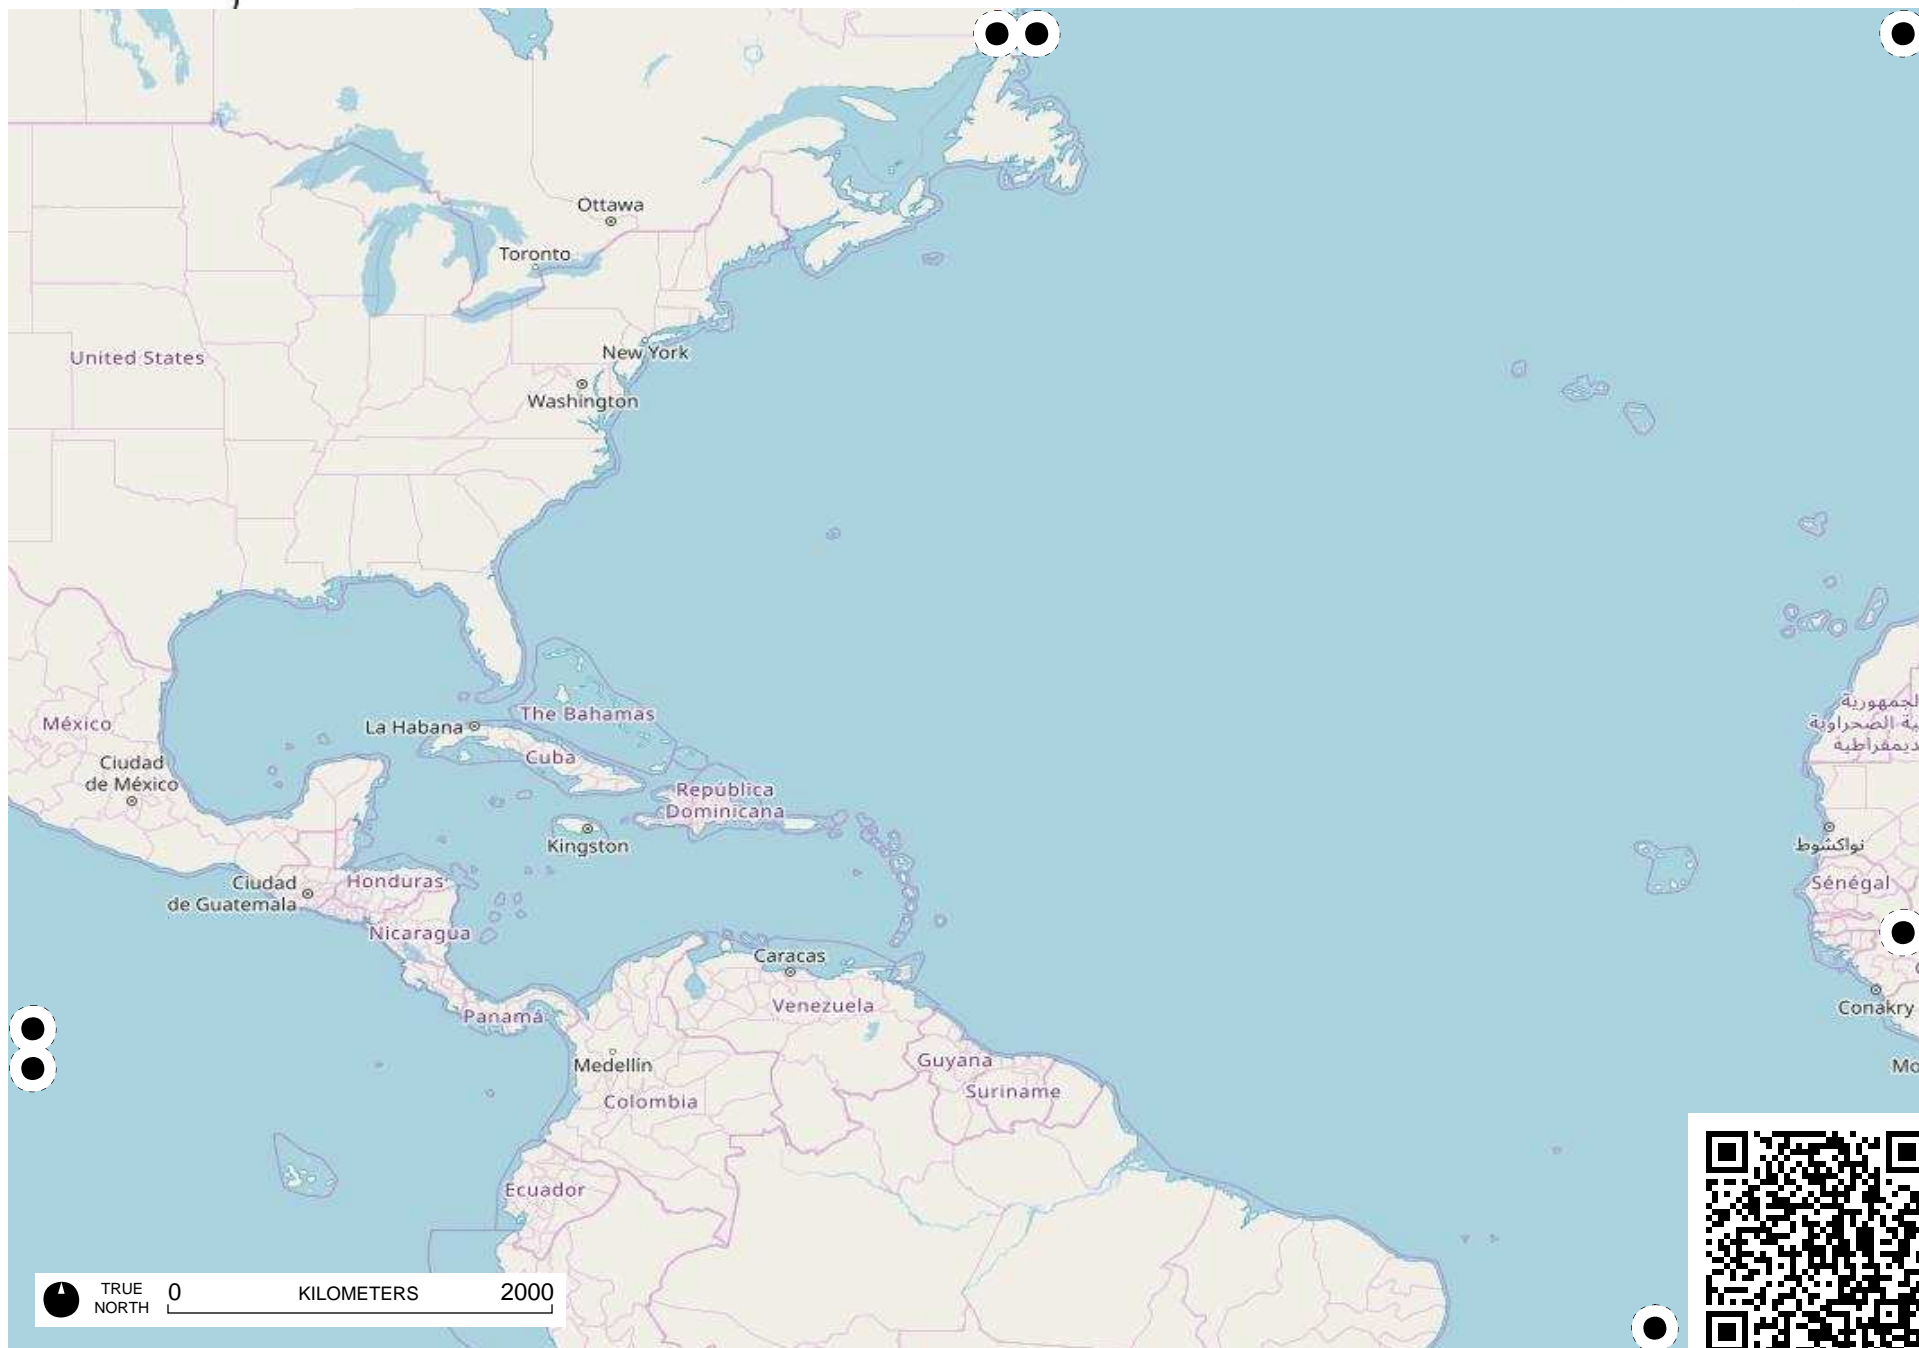 Ottawa
Toronto
New York
United States
Washington
The Bahamas
La Habana
México
Cuba
Ciudad
de México
República
Dominicana
Kingston
نواكشوط
Ciudad
de Guatemala
Honduras
Sénégal
Nicaragua
Caracas
Venezuela
Conakry
Panamá
Medellín
Guyana
Suriname
Colombia
Ecuador
TRUE
NORTH
0 KILOMETERS 2000